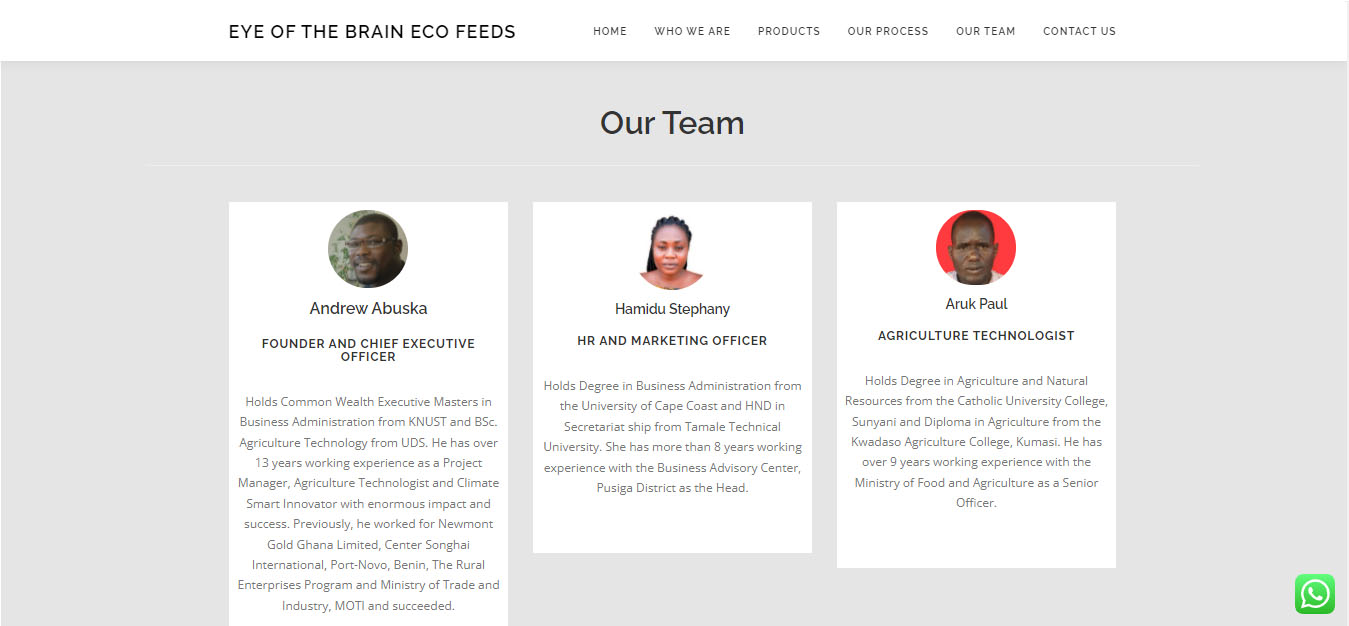 EYE OF THE BRAIN ECO FEEDS
HOME WHO WE ARE PRODUCTS OUR PROCESS OUR TEAM CONTACT US
Our Team
Andrew Abuska
FOUNDER AND CHIEF EXECUTIVE
OFFICER
Holds Common Wealth Executive Masters in
Business Administration from KNUST and BSc.
Agriculture Technology from UDS. He has over
13 years working experience as a Project
Manager, Agriculture Technologist and Climate
Smart Innovator with enormous impact and
success. Previously, he worked for Newmont
Gold Ghana Limited, Center Songhai
International, Port-Novo, Benin, The Rural
Enterprises Program and Ministry of Trade and
Industry, MOTI and succeeded.
Hamidu Stephany
HR AND MARKETING OFFICER
Holds Degree in Business Administration from
the University of Cape Coast and HND in
Secretariat ship from Tamale Technical
University. She has more than 8 years working
experience with the Business Advisory Center,
Pusiga District as the Head.
Aruk Paul
AGRICULTURE TECHNOLOGIST
Holds Degree in Agriculture and Natural
Resources from the Catholic University College,
Sunyani and Diploma in Agriculture from the
Kwadaso Agriculture College, Kumasi. He has
over 9 years working experience with the
Ministry of Food and Agriculture as a Senior
Officer.